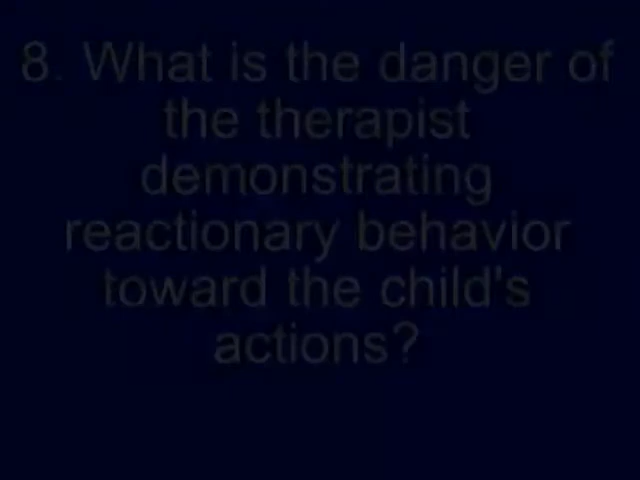 8. What is the danger of
the therapist
demonstrating
reactionary behavior
toward the child's
actions?